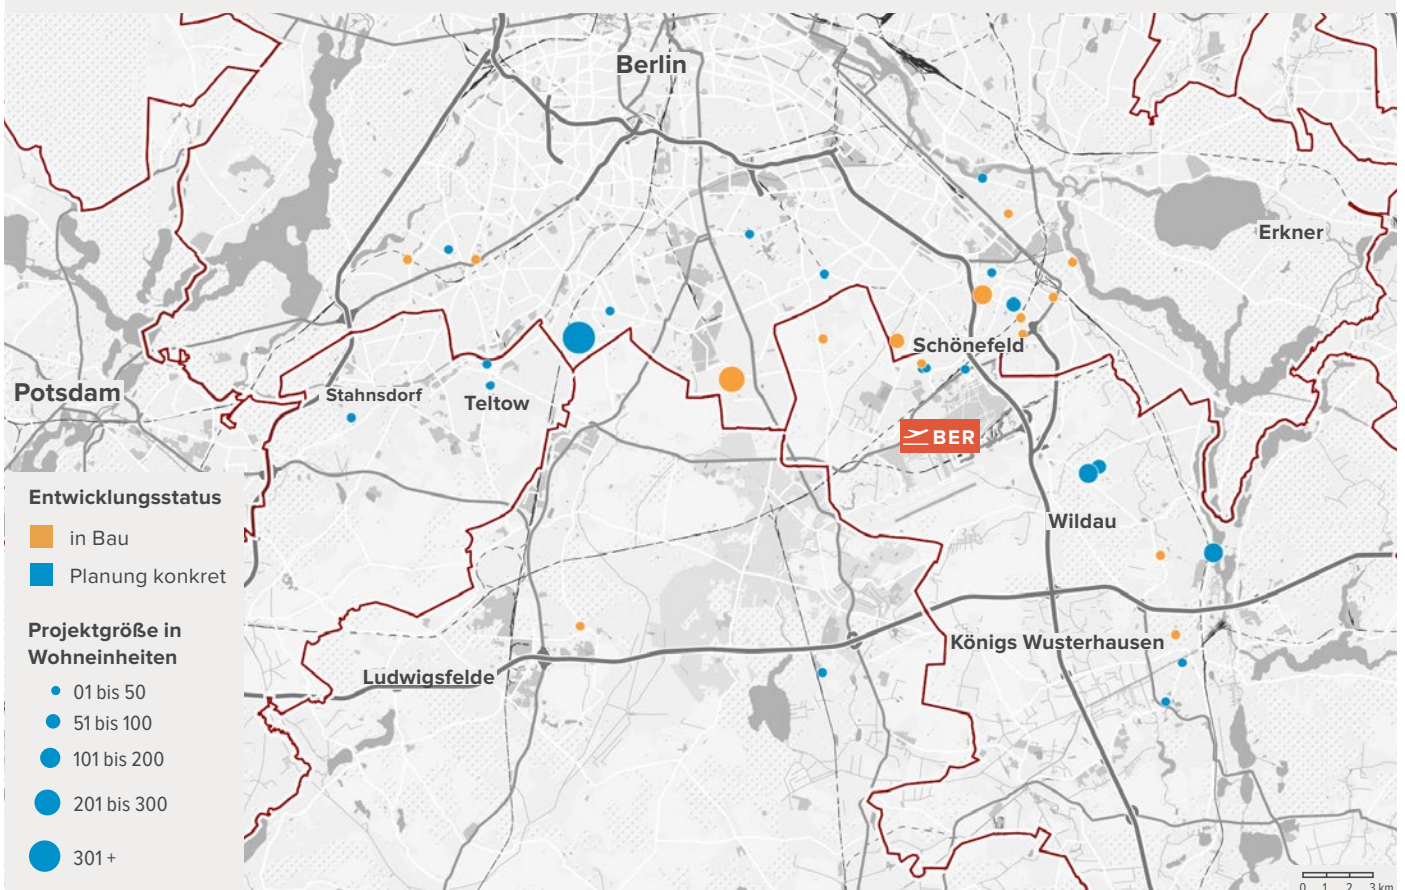 Berlin
Erkner
Schönefeld
Potsdam
Stahnsdorf
Teltow
BER
Wildau
Königs Wusterhausen
Ludwigsfelde
Entwicklungsstatus
in Bau
Planung konkret
Projektgröße in
Wohneinheiten
01 bis 50
51 bis 100
101 bis 200
201 bis 300
301 +
0 1 2 3 km